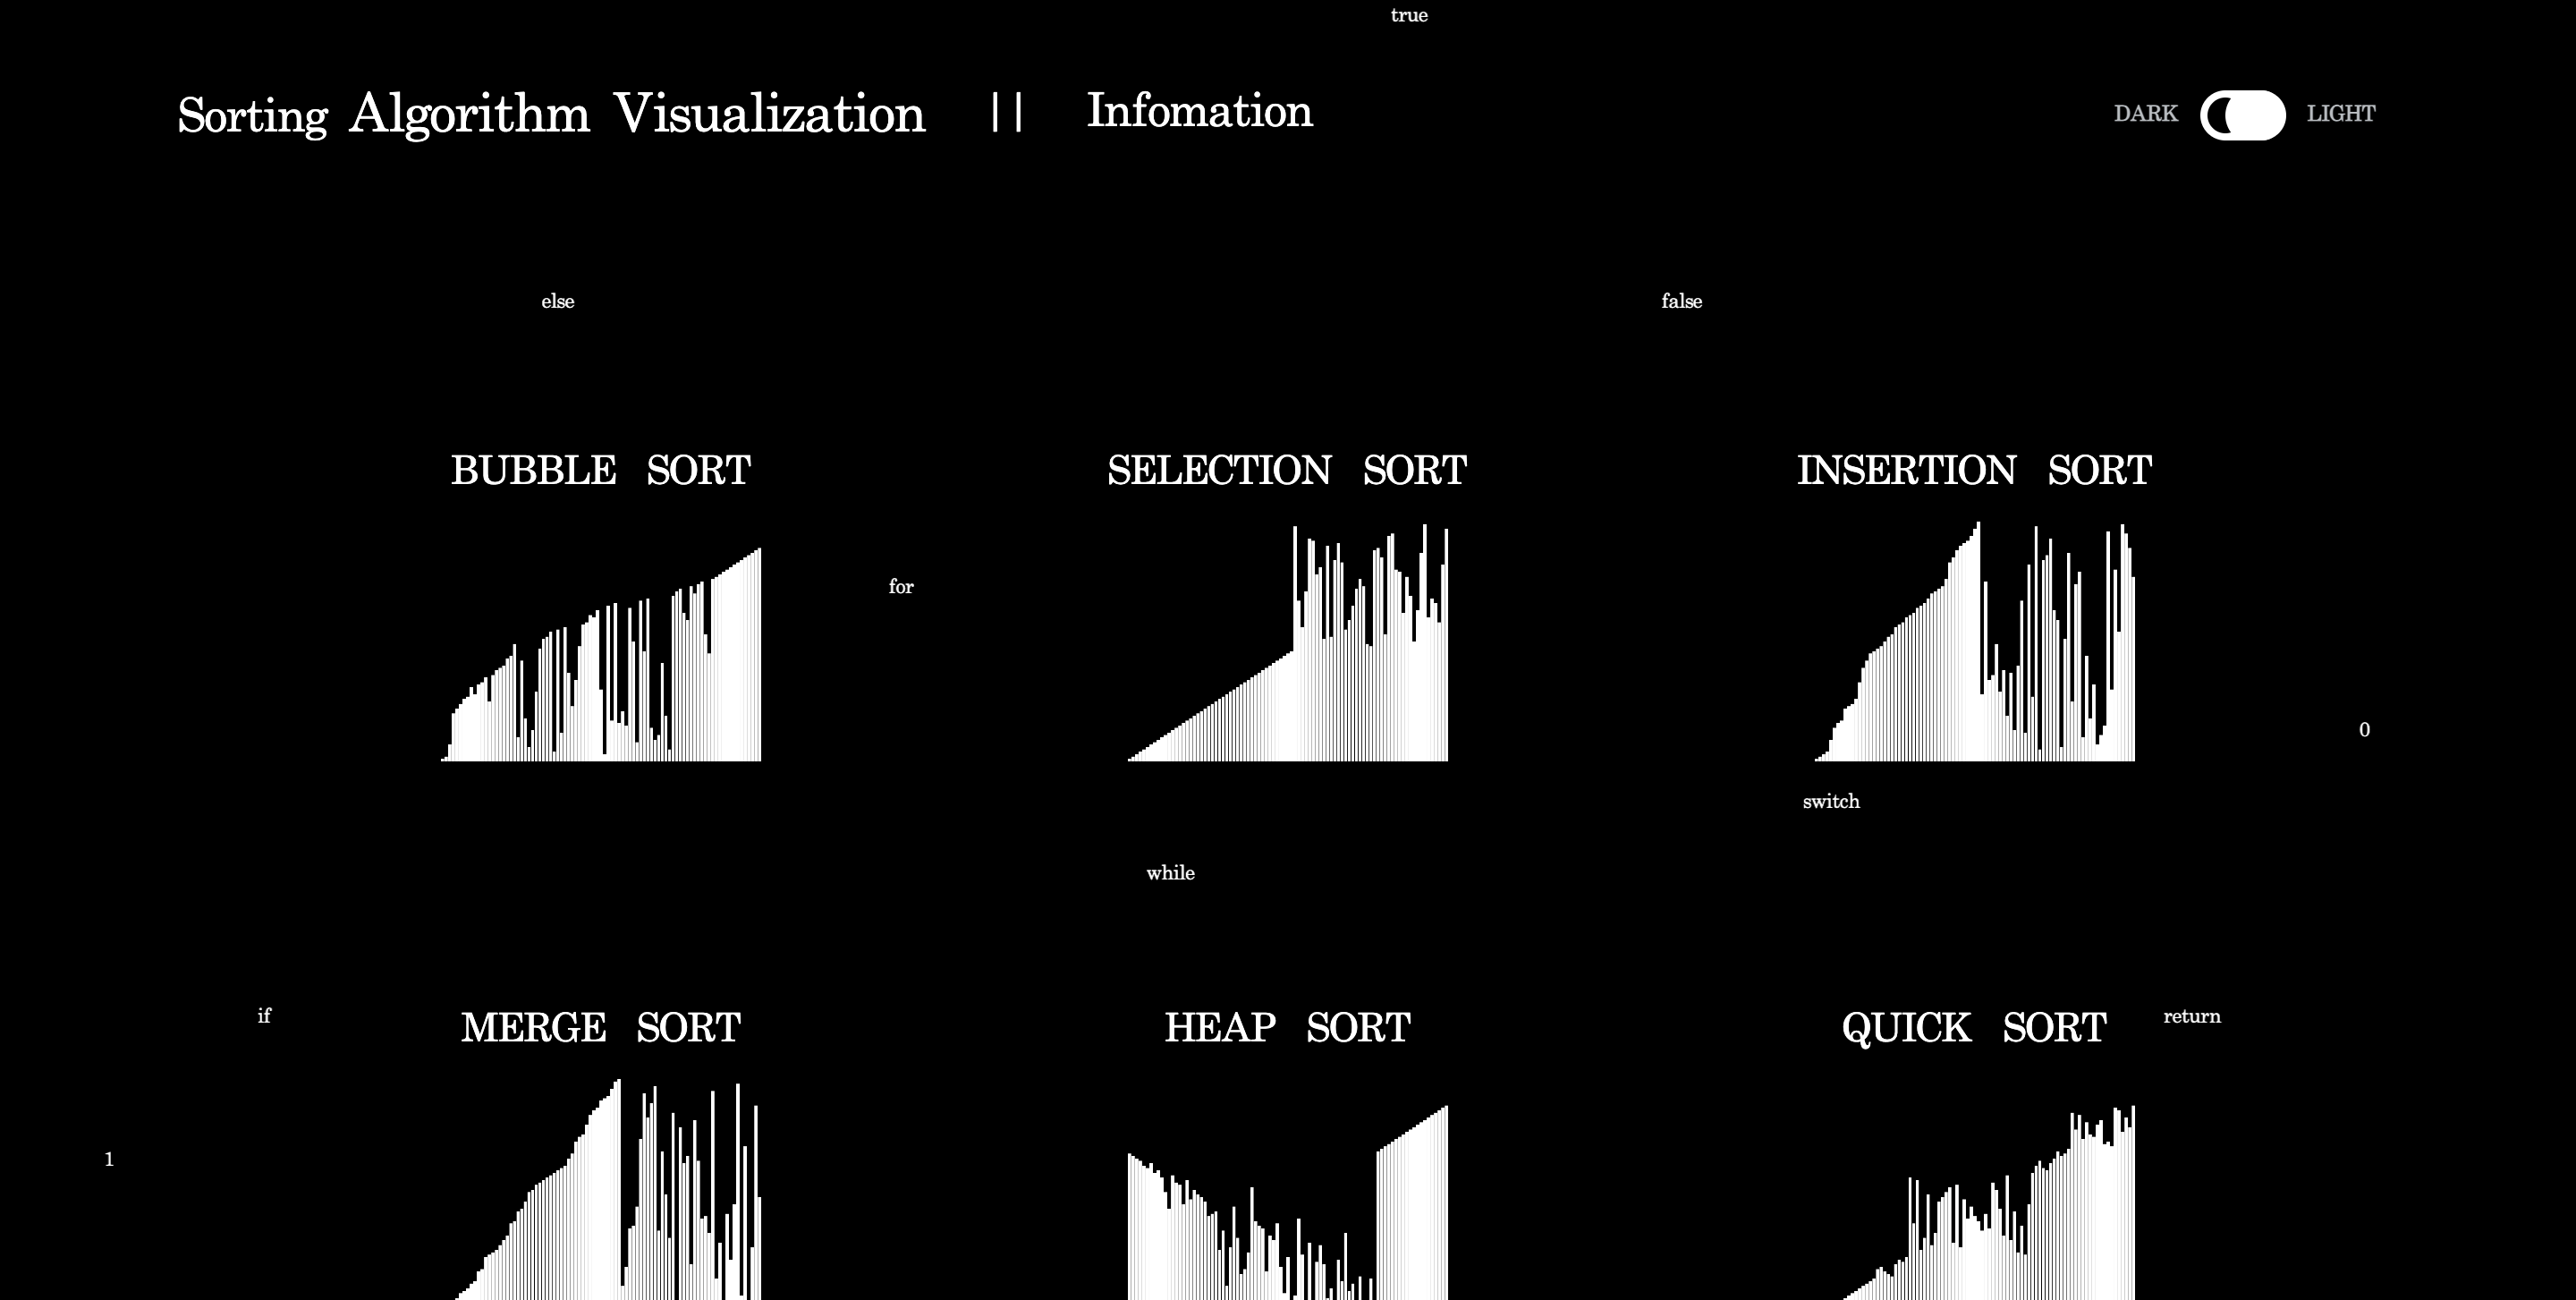 true
Sorting Algorithm Visualization || Infomation
DARK LIGHT
else
false
BUBBLE SORT
SELECTION SORT
INSERTION SORT
for
0
switch
while
if
MERGE SORT
HEAP SORT
QUICK SORT
return
1